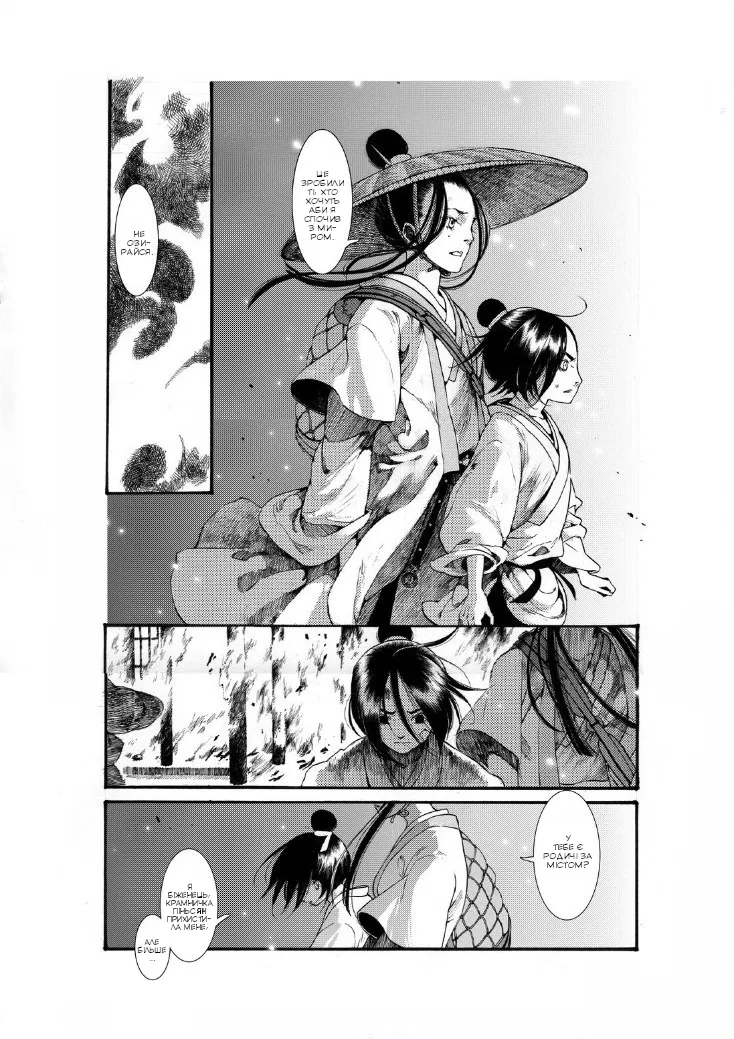 ЦЕ
ЗРОБИЛИ
ТІ, ХТО
ХОЧУТЬ
АБИ Я
СПОЧИВ
З МИ-
РОМ.
НЕ
ОЗИ-
РАЙСЯ.
У
ТЕБЕ Є
РОДИЧІ ЗА
МІСТОМ?
Я
БІЖЕНЕЦЬ,
КРАМНИЧКА
ПІНЬСЯН
ПРИХИСТИ-
ЛА МЕНЕ,
АЛЕ
БІЛЬШЕ
...